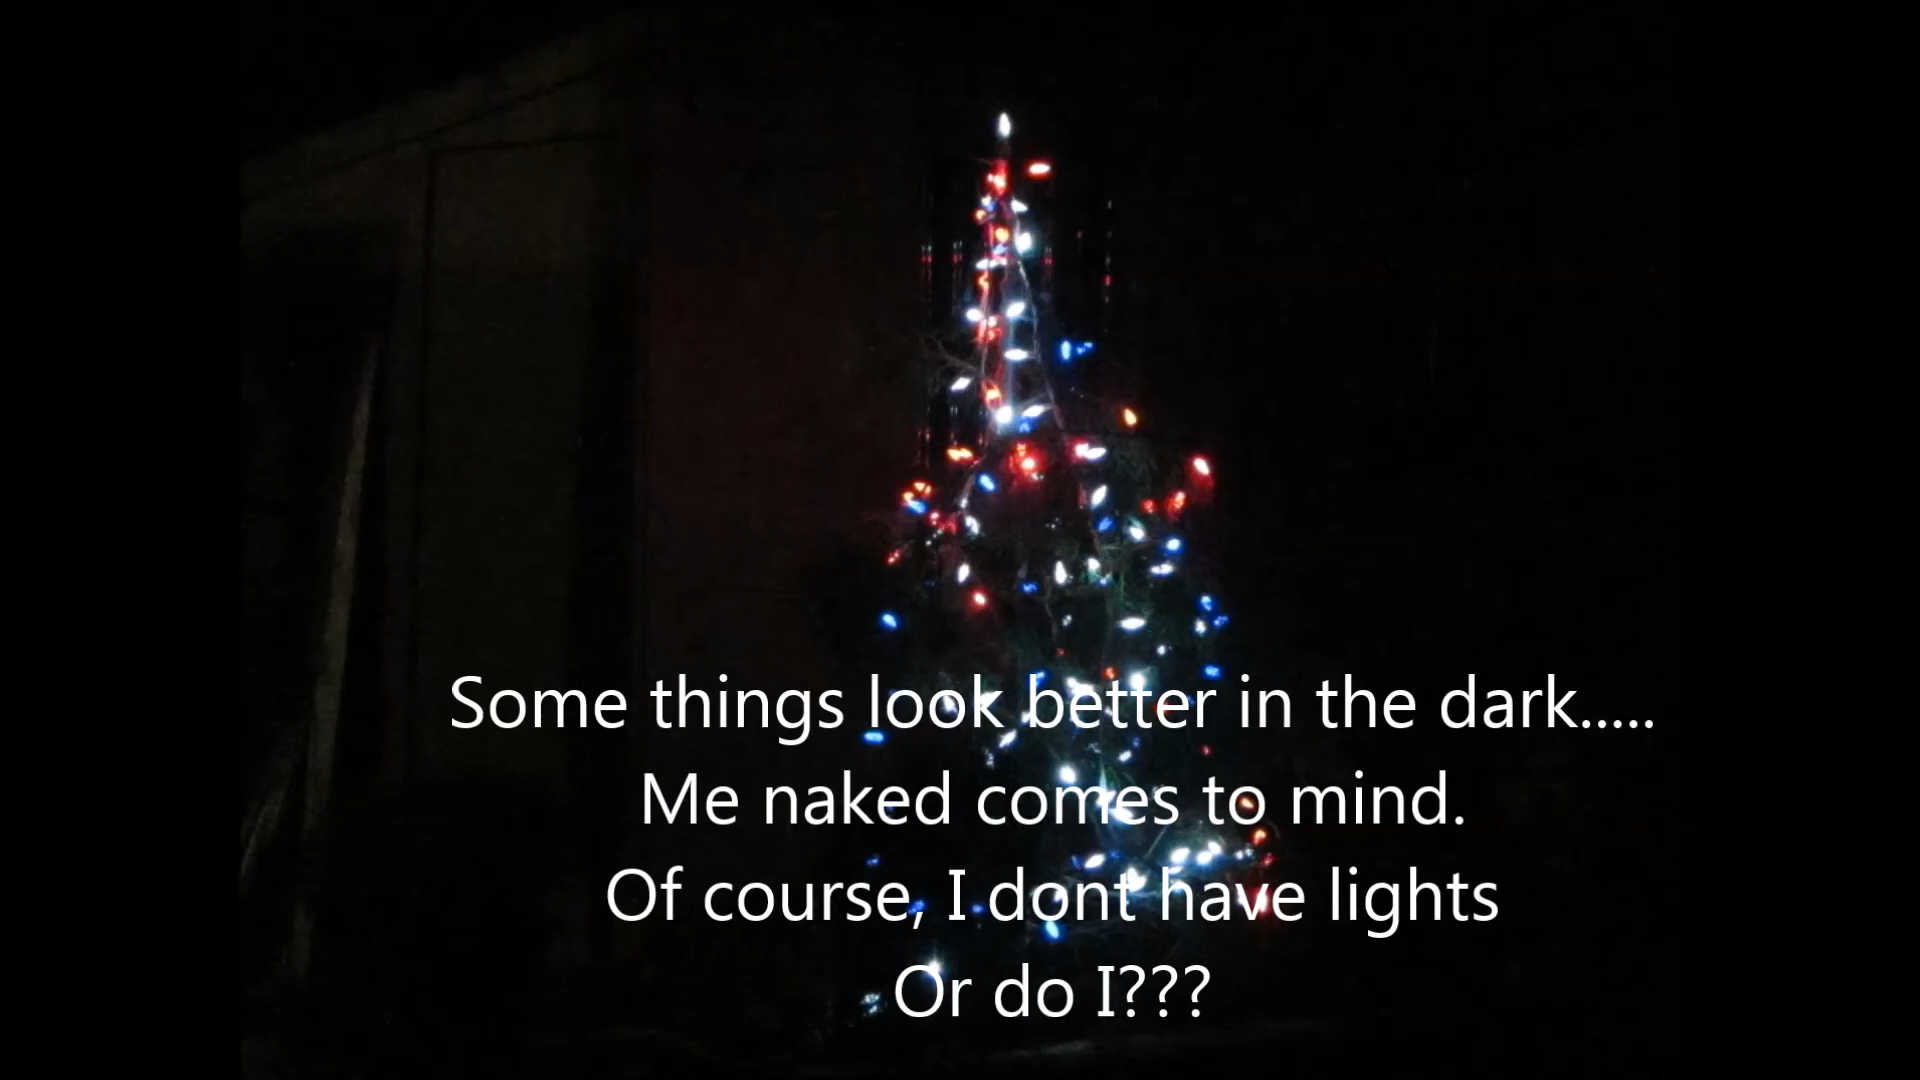 Some things look better in the dark.....
Me naked comes to mind.
Of course, I dont have lights
Or do I???